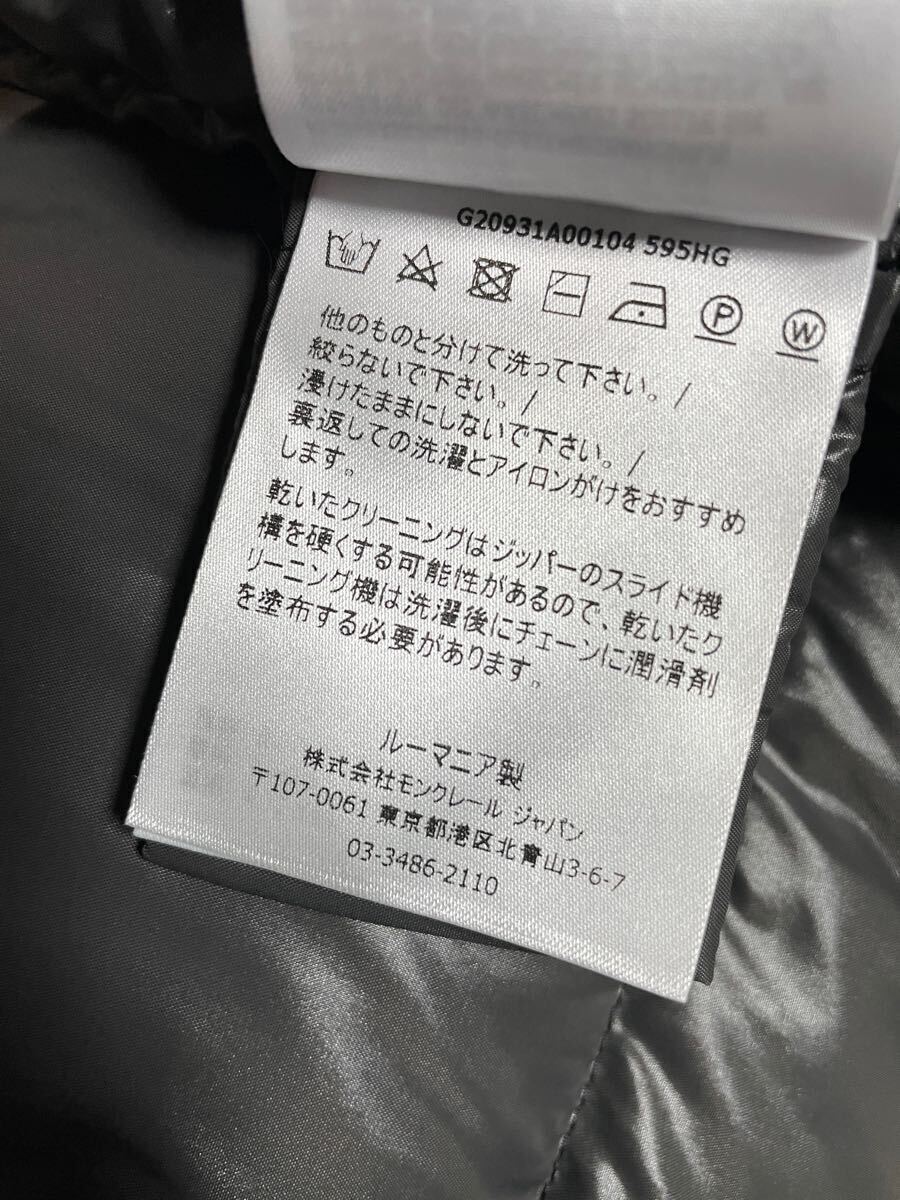 G20931A00104 595HG
P
W
他のものと分けて洗って下さい。/
絞らないで下さい。/
浸けたままにしないで下さい。/
裏返しての洗濯とアイロンがけをおすすめ
します。
乾いたクリーニングはジッパーのスライド機
構を硬くする可能性があるので、乾いたク
リーニング機は洗濯後にチェーンに潤滑剤
を塗布する必要があります。
ルーマニア製
株式会社モンクレール ジャパン
〒107-0061 東京都港区北青山3-6-7
03-3486-2110